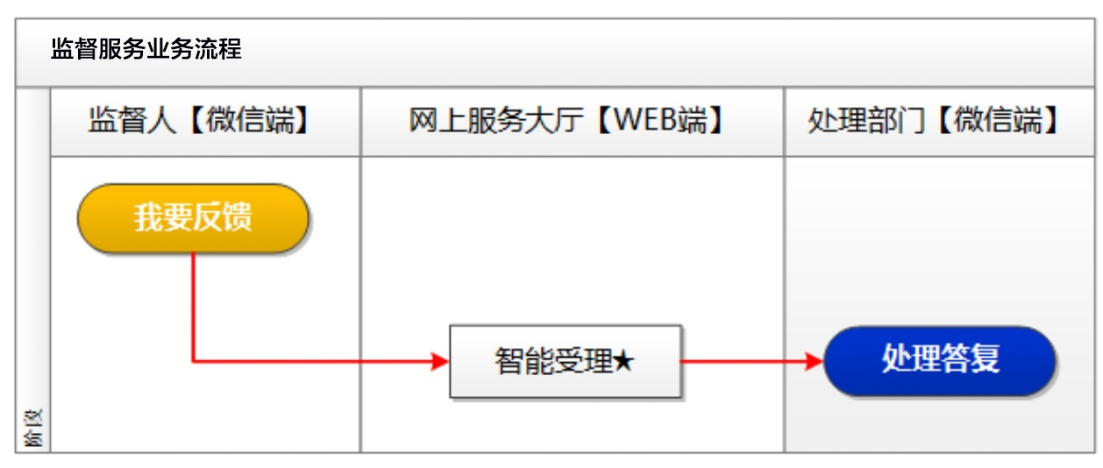 监督服务业务流程
监督人【微信端】
网上服务大厅【WEB端】
处理部门【微信端】
我要反馈
智能受理★
处理答复
阶段